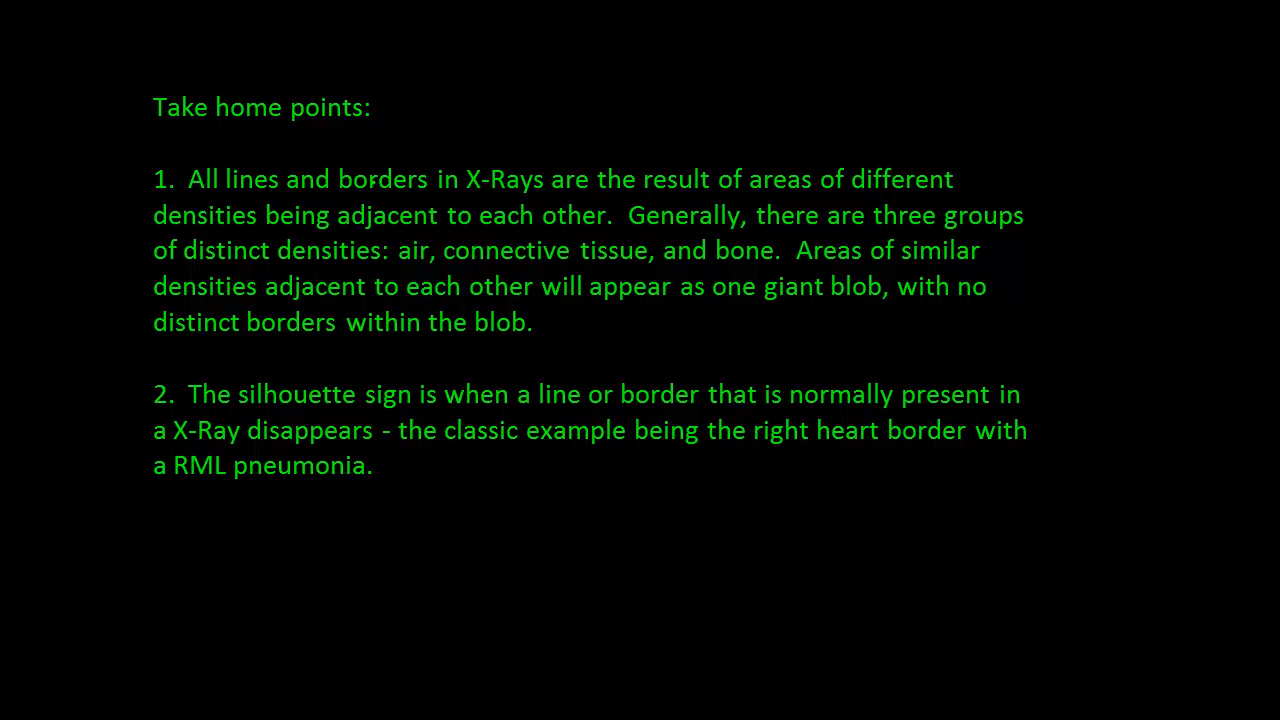 Take home points:
1.  All lines and borders in X-Rays are the result of areas of different
densities being adjacent to each other.  Generally, there are three groups
of distinct densities: air, connective tissue, and bone.  Areas of similar
densities adjacent to each other will appear as one giant blob, with no
distinct borders within the blob.
2.  The silhouette sign is when a line or border that is normally present in
a X-Ray disappears - the classic example being the right heart border with
a RML pneumonia.